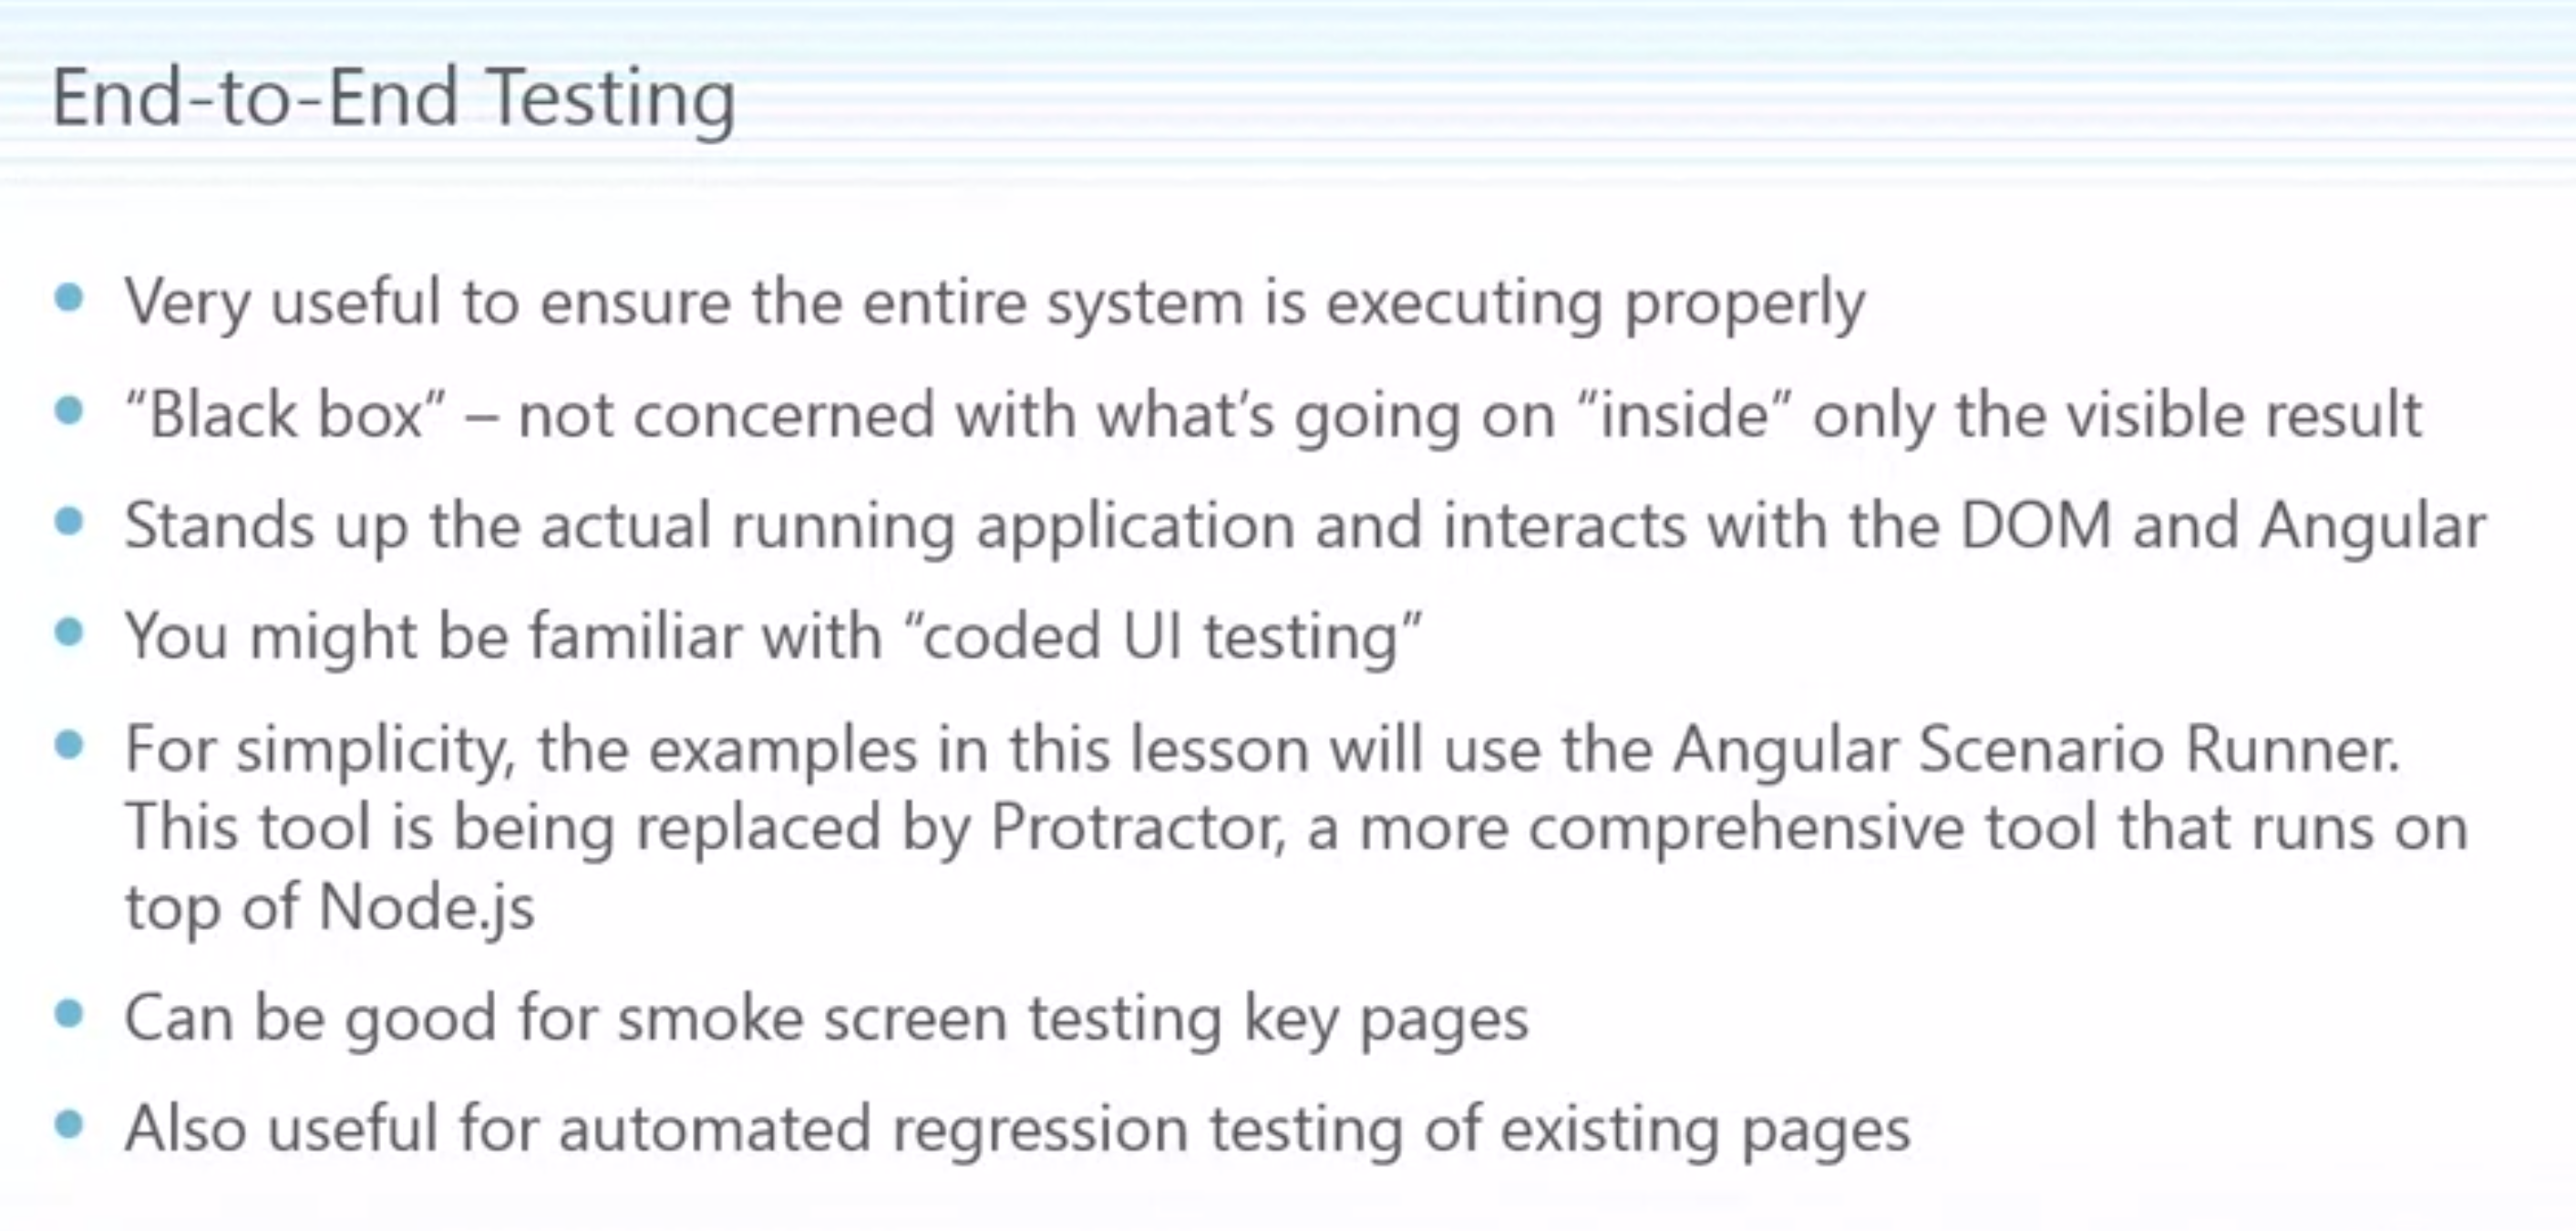 End-to-End Testing
Very useful to ensure the entire system is executing properly
“Black box” – not concerned with what’s going on “inside” only the visible result
Stands up the actual running application and interacts with the DOM and Angular
You might be familiar with “coded UI testing”
For simplicity, the examples in this lesson will use the Angular Scenario Runner.
This tool is being replaced by Protractor, a more comprehensive tool that runs on
top of Node.js
Can be good for smoke screen testing key pages
Also useful for automated regression testing of existing pages